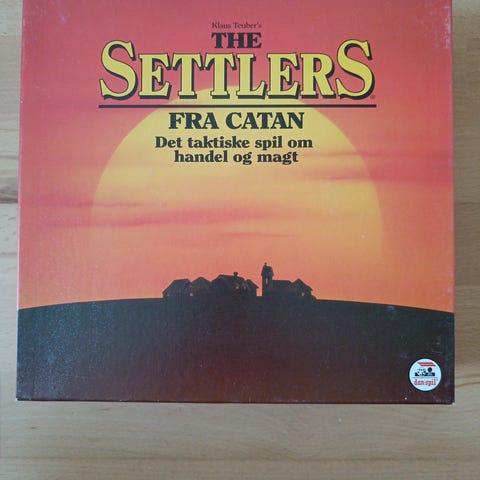 Klaus Teuber's
THE
SETTLERS
FRA CATAN
Det taktiske spil om
handel og magt
dan-spil